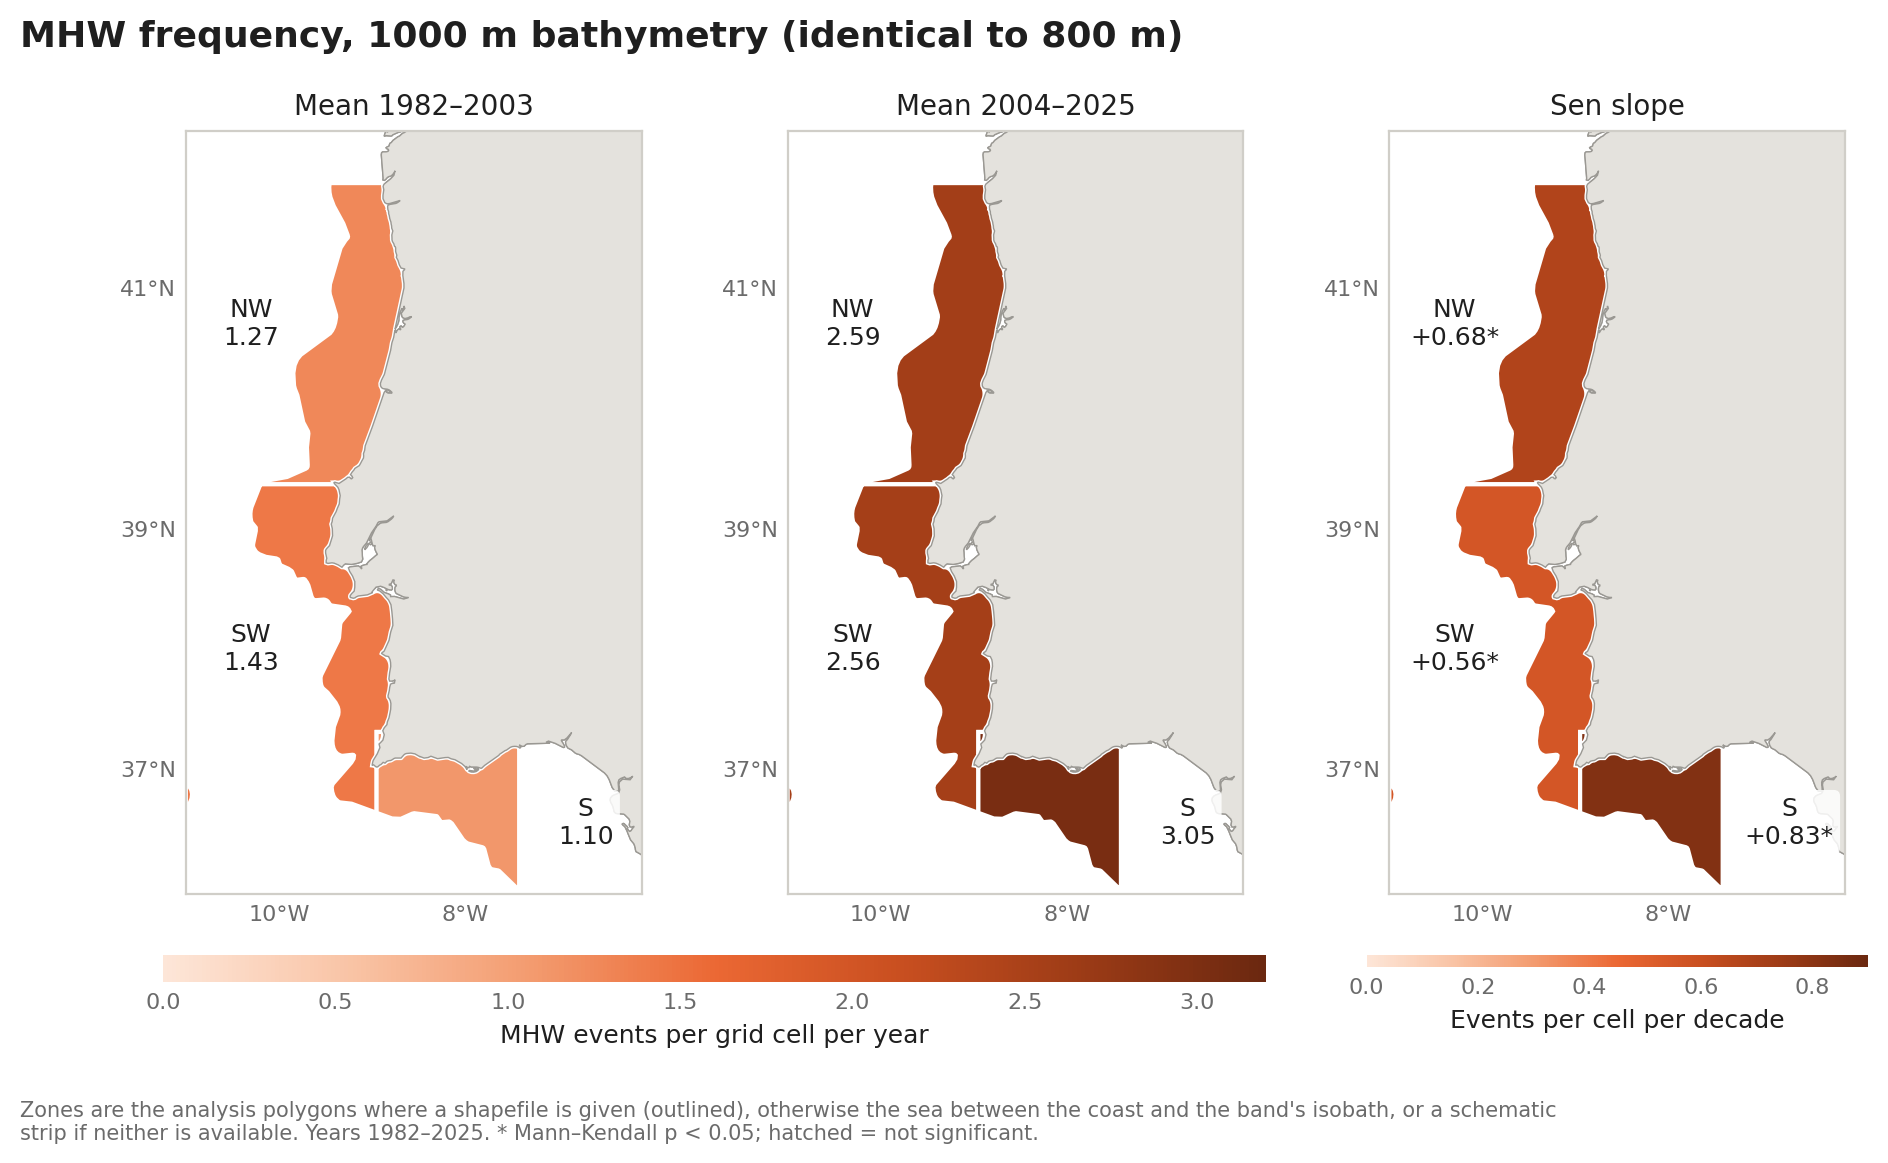 MHW frequency, 1000 m bathymetry (identical to 800 m)
Mean 1982–2003
Mean 2004–2025
Sen slope
41°N
39°N
37°N
10°W
8°W
NW
1.27
SW
1.43
S
1.10
41°N
39°N
37°N
10°W
8°W
NW
2.59
SW
2.56
S
3.05
41°N
39°N
37°N
10°W
8°W
NW
+0.68*
SW
+0.56*
S
+0.83*
0.0 0.5 1.0 1.5 2.0 2.5 3.0
MHW events per grid cell per year
0.0 0.2 0.4 0.6 0.8
Events per cell per decade
Zones are the analysis polygons where a shapefile is given (outlined), otherwise the sea between the coast and the band's isobath, or a schematic
strip if neither is available. Years 1982–2025. * Mann–Kendall p < 0.05; hatched = not significant.